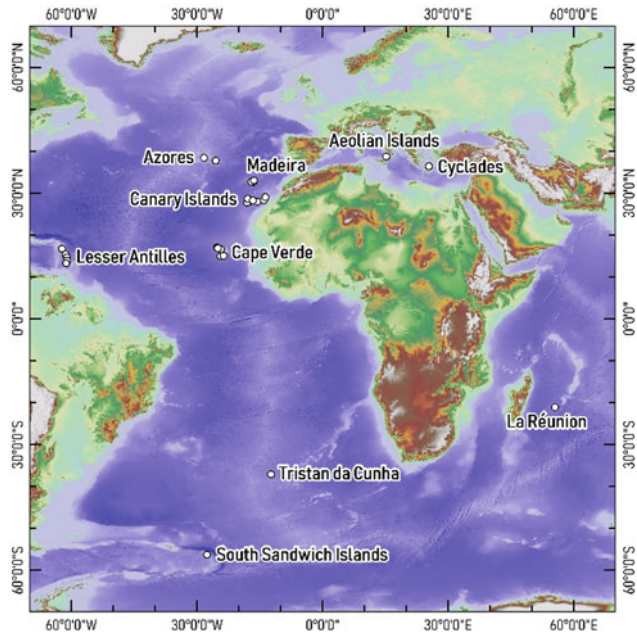 60°0'0"N
30°0'0"N
0°0'0"
30°0'0"S
60°0'0"S
Aeolian Islands
Azores
Madeira
Cyclades
Canary Islands
Lesser Antilles
Cape Verde
La Réunion
Tristan da Cunha
South Sandwich Islands
60°0'0"N
30°0'0"N
0°0'0"
30°0'0"S
60°0'0"S
60°0'0"W
30°0'0"W
0°0'0"
30°0'0"E
60°0'0"E